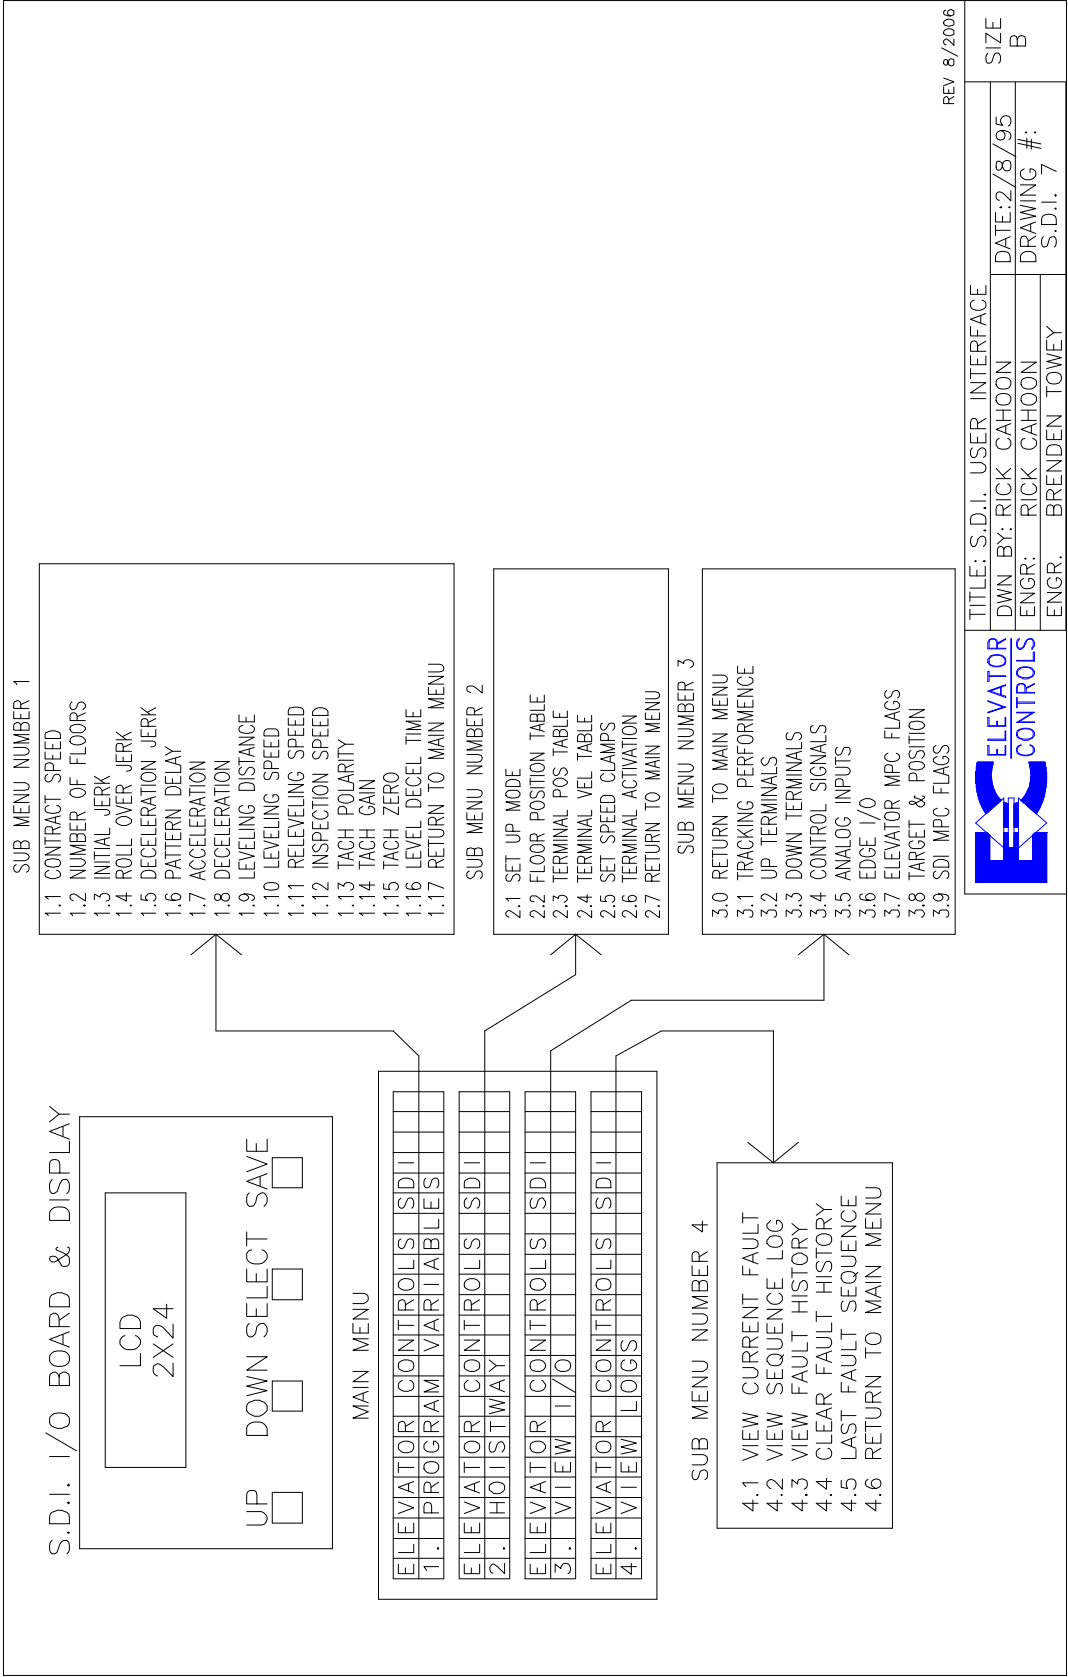 S.D.I. I/O BOARD & DISPLAY
LCD
2X24
UP DOWN SELECT SAVE
MAIN MENU
ELEVATOR CONTROLS SDI
1. PROGRAM VARIABLES
ELEVATOR CONTROLS SDI
2. HOISTWAY
ELEVATOR CONTROLS SDI
3. VIEW I/O
ELEVATOR CONTROLS SDI
4. VIEW LOGS
SUB MENU NUMBER 4
4.1 VIEW CURRENT FAULT
4.2 VIEW SEQUENCE LOG
4.3 VIEW FAULT HISTORY
4.4 CLEAR FAULT HISTORY
4.5 LAST FAULT SEQUENCE
4.6 RETURN TO MAIN MENU
SUB MENU NUMBER 1
1.1 CONTRACT SPEED
1.2 NUMBER OF FLOORS
1.3 INITIAL JERK
1.4 ROLL OVER JERK
1.5 DECELERATION JERK
1.6 PATTERN DELAY
1.7 ACCELERATION
1.8 DECELERATION
1.9 LEVELING DISTANCE
1.10 LEVELING SPEED
1.11 RELEVELING SPEED
1.12 INSPECTION SPEED
1.13 TACH POLARITY
1.14 TACH GAIN
1.15 TACH ZERO
1.16 LEVEL DECEL TIME
1.17 RETURN TO MAIN MENU
SUB MENU NUMBER 2
2.1 SET UP MODE
2.2 FLOOR POSITION TABLE
2.3 TERMINAL POS TABLE
2.4 TERMINAL VEL TABLE
2.5 SET SPEED CLAMPS
2.6 TERMINAL ACTIVATION
2.7 RETURN TO MAIN MENU
SUB MENU NUMBER 3
3.0 RETURN TO MAIN MENU
3.1 TRACKING PERFORMENCE
3.2 UP TERMINALS
3.3 DOWN TERMINALS
3.4 CONTROL SIGNALS
3.5 ANALOG INPUTS
3.6 EDGE I/O
3.7 ELEVATOR MPC FLAGS
3.8 TARGET & POSITION
3.9 SDI MPC FLAGS
REV 8/2006
EC
ELEVATOR
CONTROLS
TITLE: S.D.I. USER INTERFACE
DWN BY: RICK CAHOON
DATE:2/8/95
ENGR: RICK CAHOON
DRAWING #:
S.D.I. 7
ENGR. BRENDEN TOWEY
SIZE
B